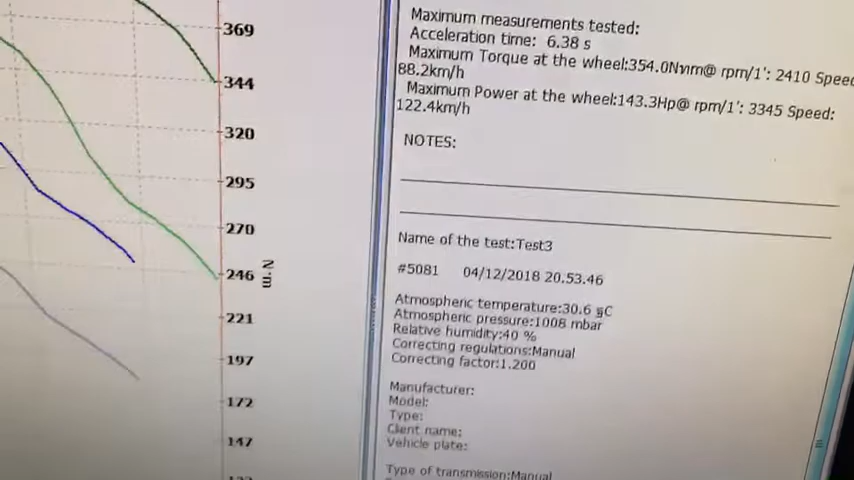 369
344
320
295
270
246
221
197
172
147
N·m
Maximum measurements tested:
Acceleration time: 6.38 s
Maximum Torque at the wheel:354.0Nm@ rpm/1': 2410 Speed:
88.2km/h
Maximum Power at the wheel:143.3Hp@ rpm/1': 3345 Speed:
122.4km/h
NOTES:
Name of the test:Test3
#5081 04/12/2018 20.53.46
Atmospheric temperature:30.6 §C
Atmospheric pressure:1008 mbar
Relative humidity:40 %
Correcting regulations:Manual
Correcting factor:1.200
Manufacturer:
Model:
Type:
Client name:
Vehicle plate:
Type of transmission:Manual